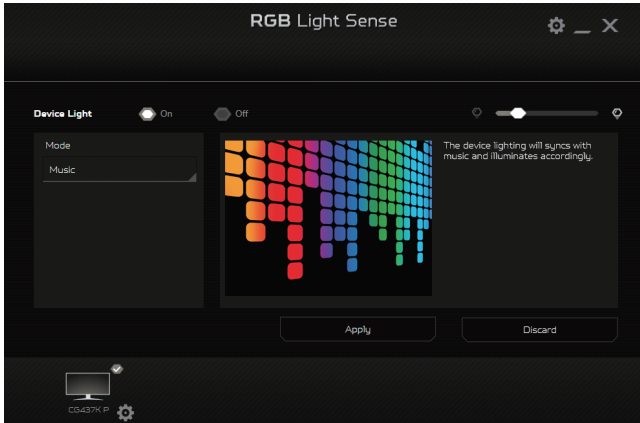 RGB Light Sense
Device Light
On
Off
Mode
Music
The device lighting will syncs with
music and illuminates accordingly.
Apply
Discard
CG437K P